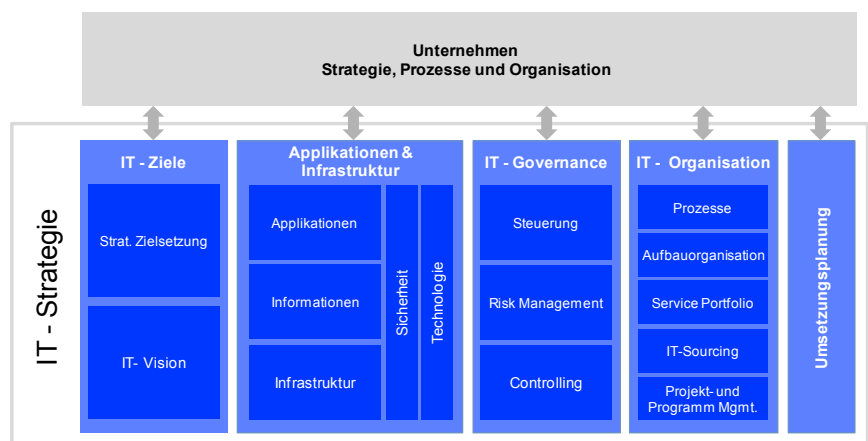 Unternehmen
Strategie, Prozesse und Organisation
IT - Strategie
IT - Ziele
Strat. Zielsetzung
IT- Vision
Applikationen &
Infrastruktur
Applikationen
Informationen
Infrastruktur
Sicherheit
Technologie
IT - Governance
Steuerung
Risk Management
Controlling
IT - Organisation
Prozesse
Aufbauorganisation
Service Portfolio
IT-Sourcing
Projekt- und
Programm Mgmt.
Umsetzungsplanung